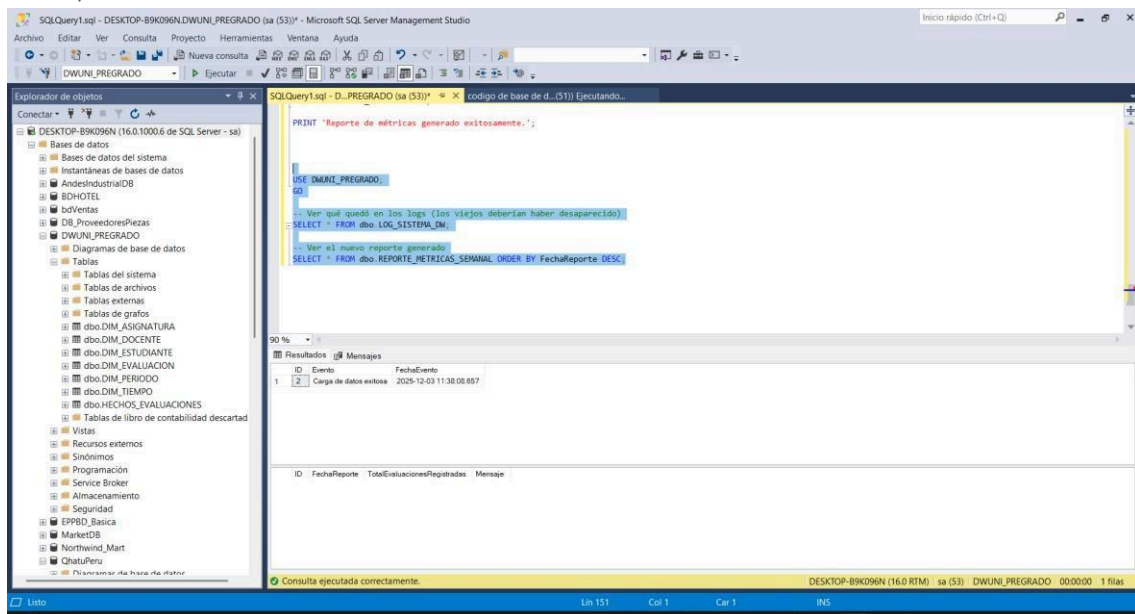 SQLQuery1.sql - DESKTOP-B9K096N.DWUNI_PREGRADO (sa (53))* - Microsoft SQL Server Management Studio
Inicio rápido (Ctrl+Q)
Archivo Editar Ver Consulta Proyecto Herramientas Ventana Ayuda
Nueva consulta
DWUNI_PREGRADO
Ejecutar
Explorador de objetos
SQLQuery1.sql - D...PREGRADO (sa (53))*
codigo de base de d...(51)) Ejecutando...
Conectar
DESKTOP-B9K096N (16.0.1000.6 de SQL Server - sa)
Bases de datos
Bases de datos del sistema
Instantáneas de bases de datos
AndesIndustrialDB
BDHOTEL
bdVentas
DB_ProveedoresPiezas
DWUNI_PREGRADO
Diagramas de base de datos
Tablas
Tablas del sistema
Tablas de archivos
Tablas externas
Tablas de grafos
dbo.DIM_ASIGNATURA
dbo.DIM_DOCENTE
dbo.DIM_ESTUDIANTE
dbo.DIM_EVALUACION
dbo.DIM_PERIODO
dbo.DIM_TIEMPO
dbo.HECHOS_EVALUACIONES
Tablas de libro de contabilidad descartad
Vistas
Recursos externos
Sinónimos
Programación
Service Broker
Almacenamiento
Seguridad
EPPBD_Basica
MarketDB
Northwind_Mart
QhatuPeru
Diagramas de base de datos
PRINT 'Reporte de métricas generado exitosamente.';
USE DWUNI_PREGRADO;
GO
-- Ver qué quedó en los logs (los viejos deberían haber desaparecido)
SELECT * FROM dbo.LOG_SISTEMA_DW;
-- Ver el nuevo reporte generado
SELECT * FROM dbo.REPORTE_METRICAS_SEMANAL ORDER BY FechaReporte DESC;
90 %
Resultados Mensajes
ID Evento FechaEvento
1 2 Carga de datos exitosa 2025-12-03 11:38:08.657
ID FechaReporte TotalEvaluacionesRegistradas Mensaje
Consulta ejecutada correctamente.
DESKTOP-B9K096N (16.0 RTM) sa (53) DWUNI_PREGRADO 00:00:00 1 filas
Listo
Lín 151 Col 1 Car 1 INS